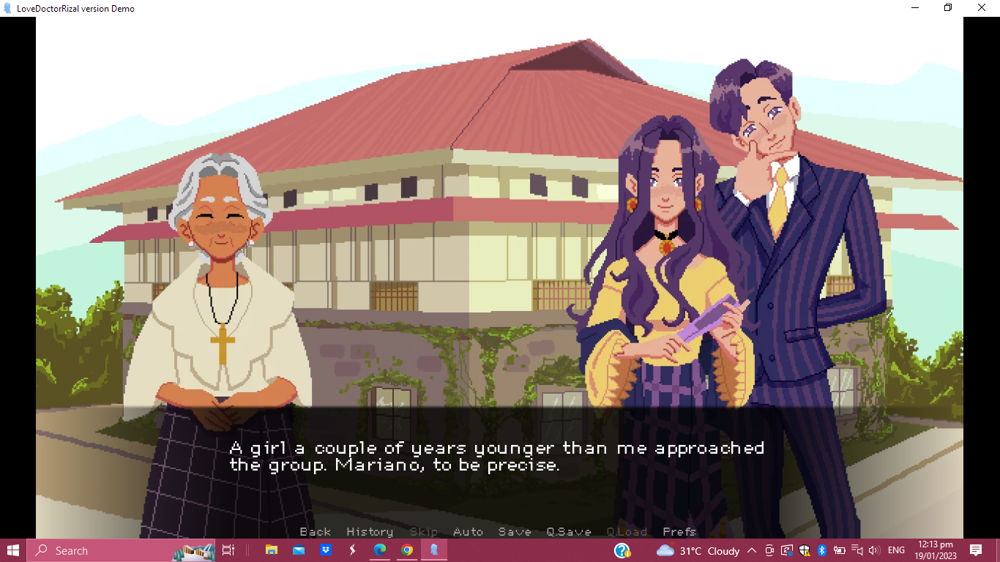 LoveDoctorRizal version Demo
A girl a couple of years younger than me approached
the group. Mariano, to be precise.
Back History Skip Auto Save Q.Save Q.Load Prefs
Search
31°C Cloudy
ENG
12:13 pm
19/01/2023